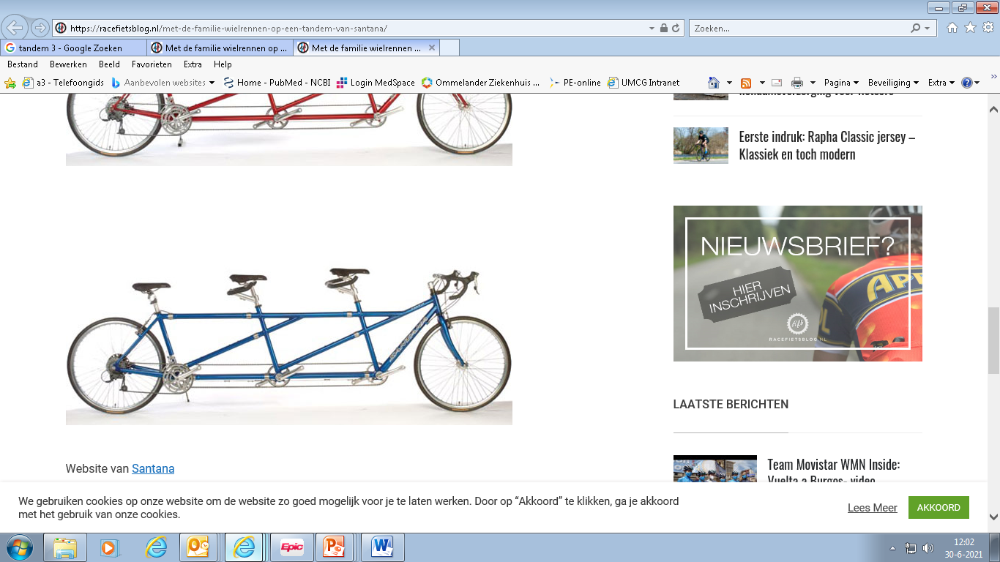 https://racefietsblog.nl/met-de-familie-wielrennen-op-een-tandem-van-santana/
Zoeken...
tandem 3 - Google Zoeken
Met de familie wielrennen op ...
Met de familie wielrennen ...
Bestand Bewerken Beeld Favorieten Extra Help
a3 - Telefoongids Aanbevolen websites Home - PubMed - NCBI Login MedSpace Ommelander Ziekenhuis ... PE-online UMCG Intranet
Pagina Beveiliging Extra
Eerste indruk: Rapha Classic jersey –
Klassiek en toch modern
NIEUWSBRIEF?
HIER
INSCHRIJVEN
RACEFIETSBLOG.NL
LAATSTE BERICHTEN
Team Movistar WMN Inside:
Vuelta a Burgos- video
Website van Santana
We gebruiken cookies op onze website om de website zo goed mogelijk voor je te laten werken. Door op “Akkoord” te klikken, ga je akkoord
met het gebruik van onze cookies.
Lees Meer
AKKOORD
Epic
12:02
30-6-2021